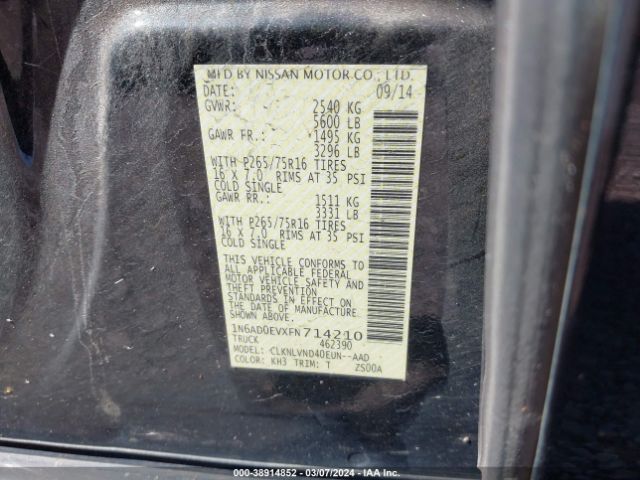 MFD BY NISSAN MOTOR CO., LTD.
DATE: 09/14
GVWR: 2540 KG
5600 LB
GAWR FR.: 1495 KG
3296 LB
WITH P265/75R16 TIRES
16 X 7.0 RIMS AT 35 PSI
COLD SINGLE
GAWR RR.: 1511 KG
3331 LB
WITH P265/75R16 TIRES
16 X 7.0 RIMS AT 35 PSI
COLD SINGLE
THIS VEHICLE CONFORMS TO
ALL APPLICABLE FEDERAL
MOTOR VEHICLE SAFETY AND
THEFT PREVENTION
STANDARDS IN EFFECT ON THE
DATE OF MANUFACTURE
SHOWN ABOVE.
1N6AD0EVXFN714210
TRUCK 462390
MODEL: CLKNLVND40EUN--AAD
COLOR: KH3 TRIM: T ZS00A
000-38914852 — 03/07/2024 — IAA Inc.